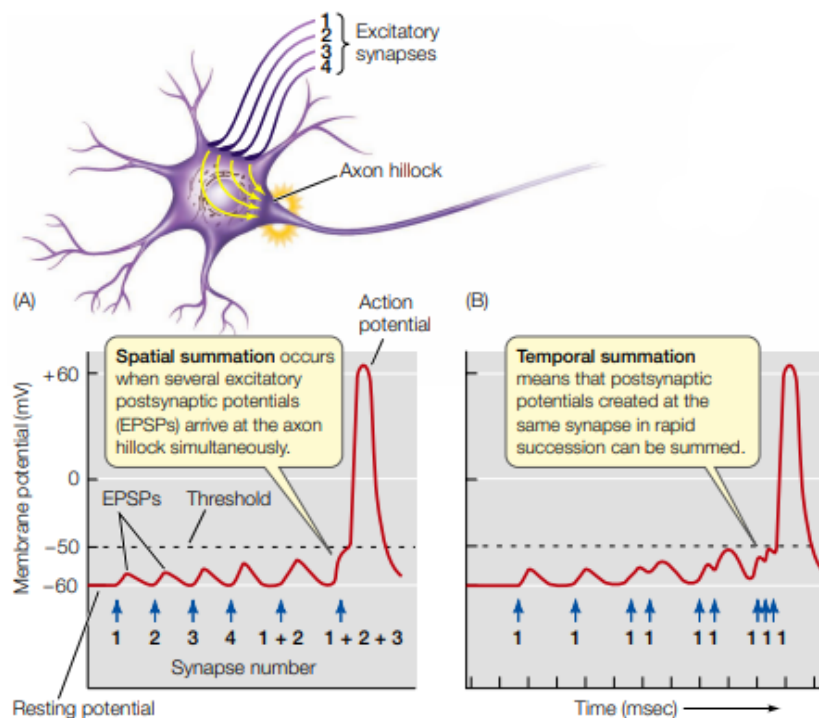 1
2
3
4
Excitatory
synapses
Axon hillock
(A)
Action
potential
(B)
Spatial summation occurs
when several excitatory
postsynaptic potentials
(EPSPs) arrive at the axon
hillock simultaneously.
Temporal summation
means that postsynaptic
potentials created at the
same synapse in rapid
succession can be summed.
Membrane potential (mV)
+60
0
−50
−60
EPSPs
Threshold
1 2 3 4 1 + 2 1 + 2 + 3
Synapse number
Resting potential
1 1 1 1 1 1 1 1 1
Time (msec)